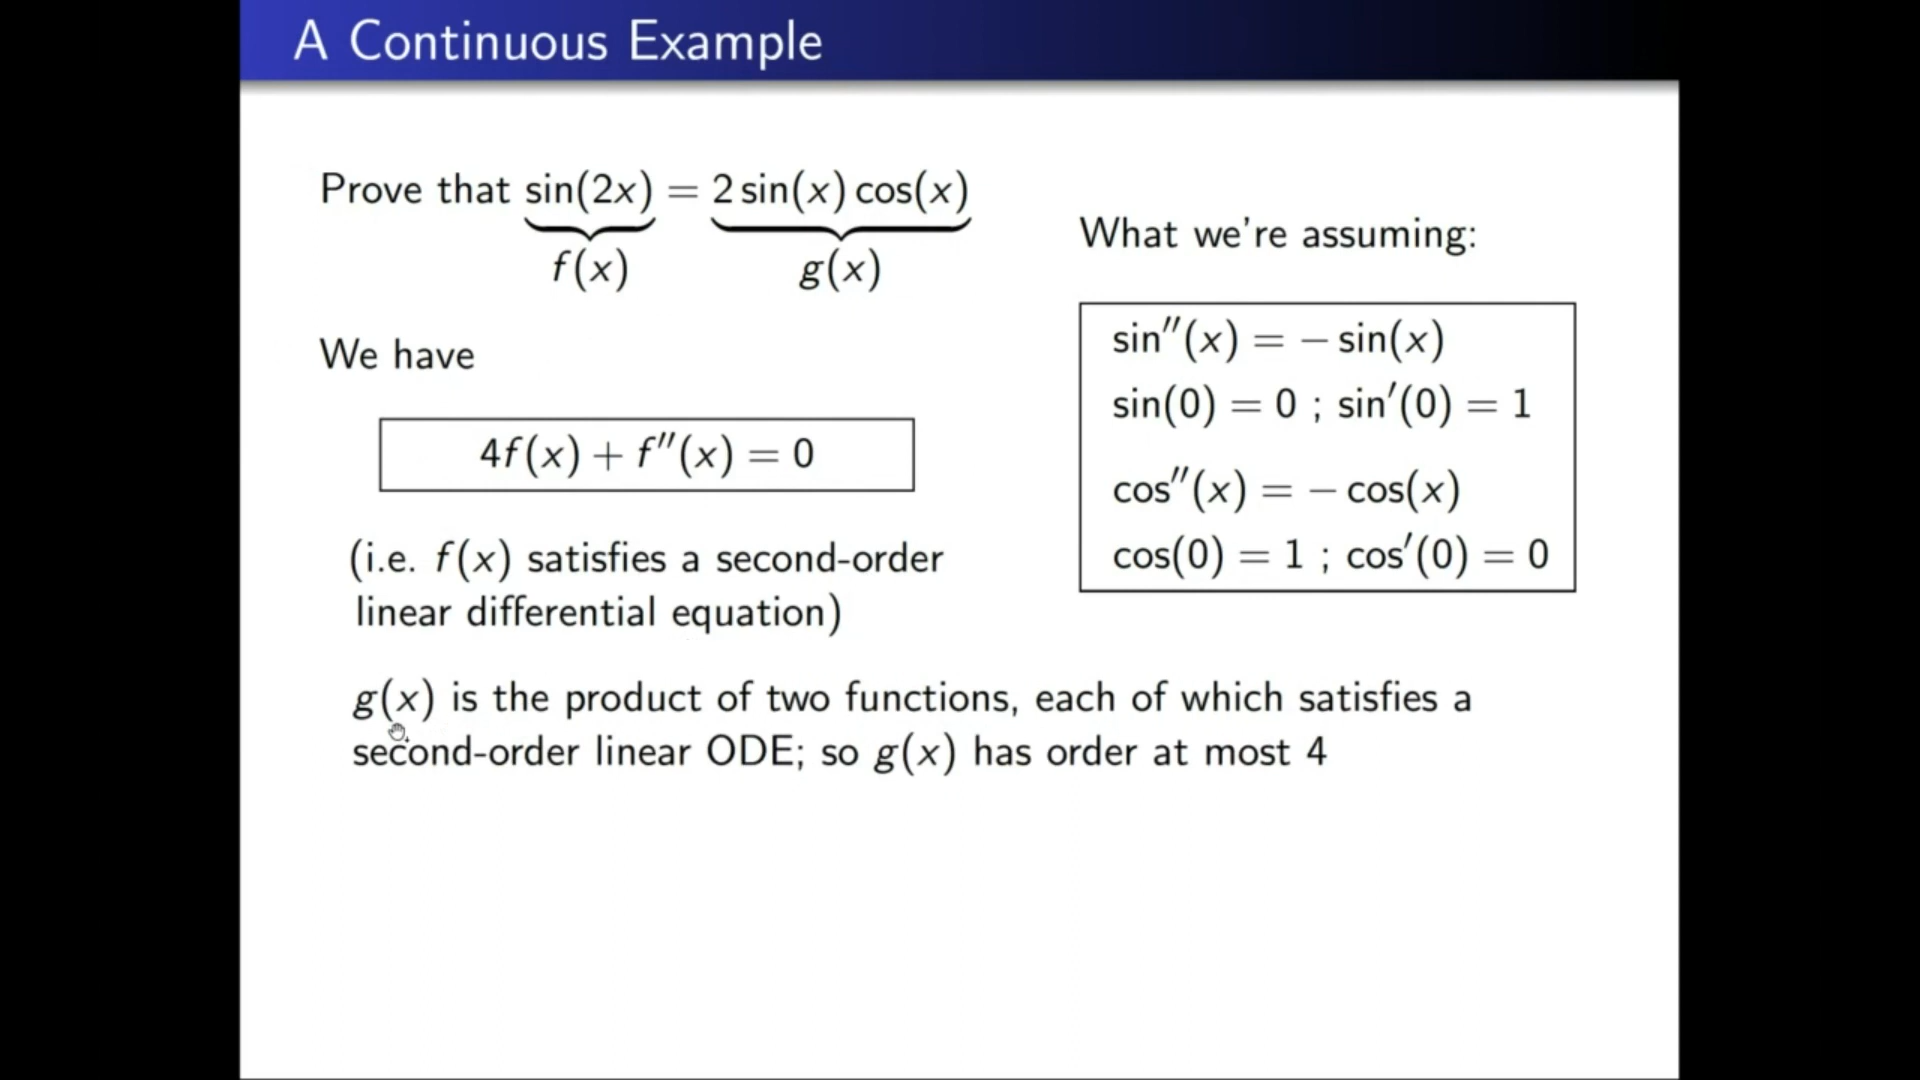 A Continuous Example
Prove that sin(2x) = 2 sin(x) cos(x)
f(x) g(x)
We have
4f(x) + f″(x) = 0
(i.e. f(x) satisfies a second-order
linear differential equation)
What we're assuming:
sin″(x) = − sin(x)
sin(0) = 0 ; sin′(0) = 1
cos″(x) = − cos(x)
cos(0) = 1 ; cos′(0) = 0
g(x) is the product of two functions, each of which satisfies a
second-order linear ODE; so g(x) has order at most 4